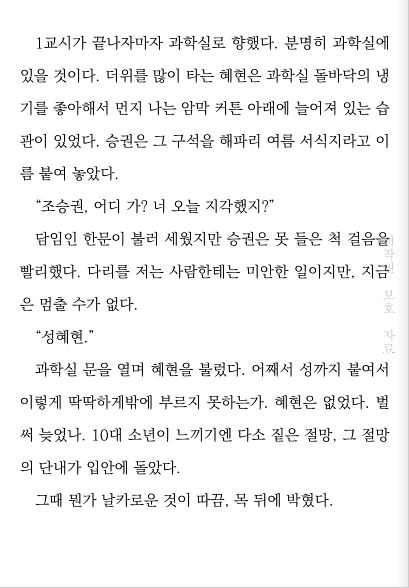 1교시가 끝나자마자 과학실로 향했다. 분명히 과학실에
있을 것이다. 더위를 많이 타는 혜현은 과학실 돌바닥의 냉
기를 좋아해서 먼지 나는 암막 커튼 아래에 늘어져 있는 습
관이 있었다. 승권은 그 구석을 해파리 여름 서식지라고 이
름 붙여 놓았다.
“조승권, 어디 가? 너 오늘 지각했지?”
담임인 한문이 불러 세웠지만 승권은 못 들은 척 걸음을
빨리했다. 다리를 저는 사람한테는 미안한 일이지만, 지금
은 멈출 수가 없다.
“성혜현.”
과학실 문을 열며 혜현을 불렀다. 어째서 성까지 붙여서
이렇게 딱딱하게밖에 부르지 못하는가. 혜현은 없었다. 벌
써 늦었나. 10대 소년이 느끼기엔 다소 짙은 절망, 그 절망
의 단내가 입안에 돌았다.
그때 뭔가 날카로운 것이 따끔, 목 뒤에 박혔다.
저작권 보호 자료